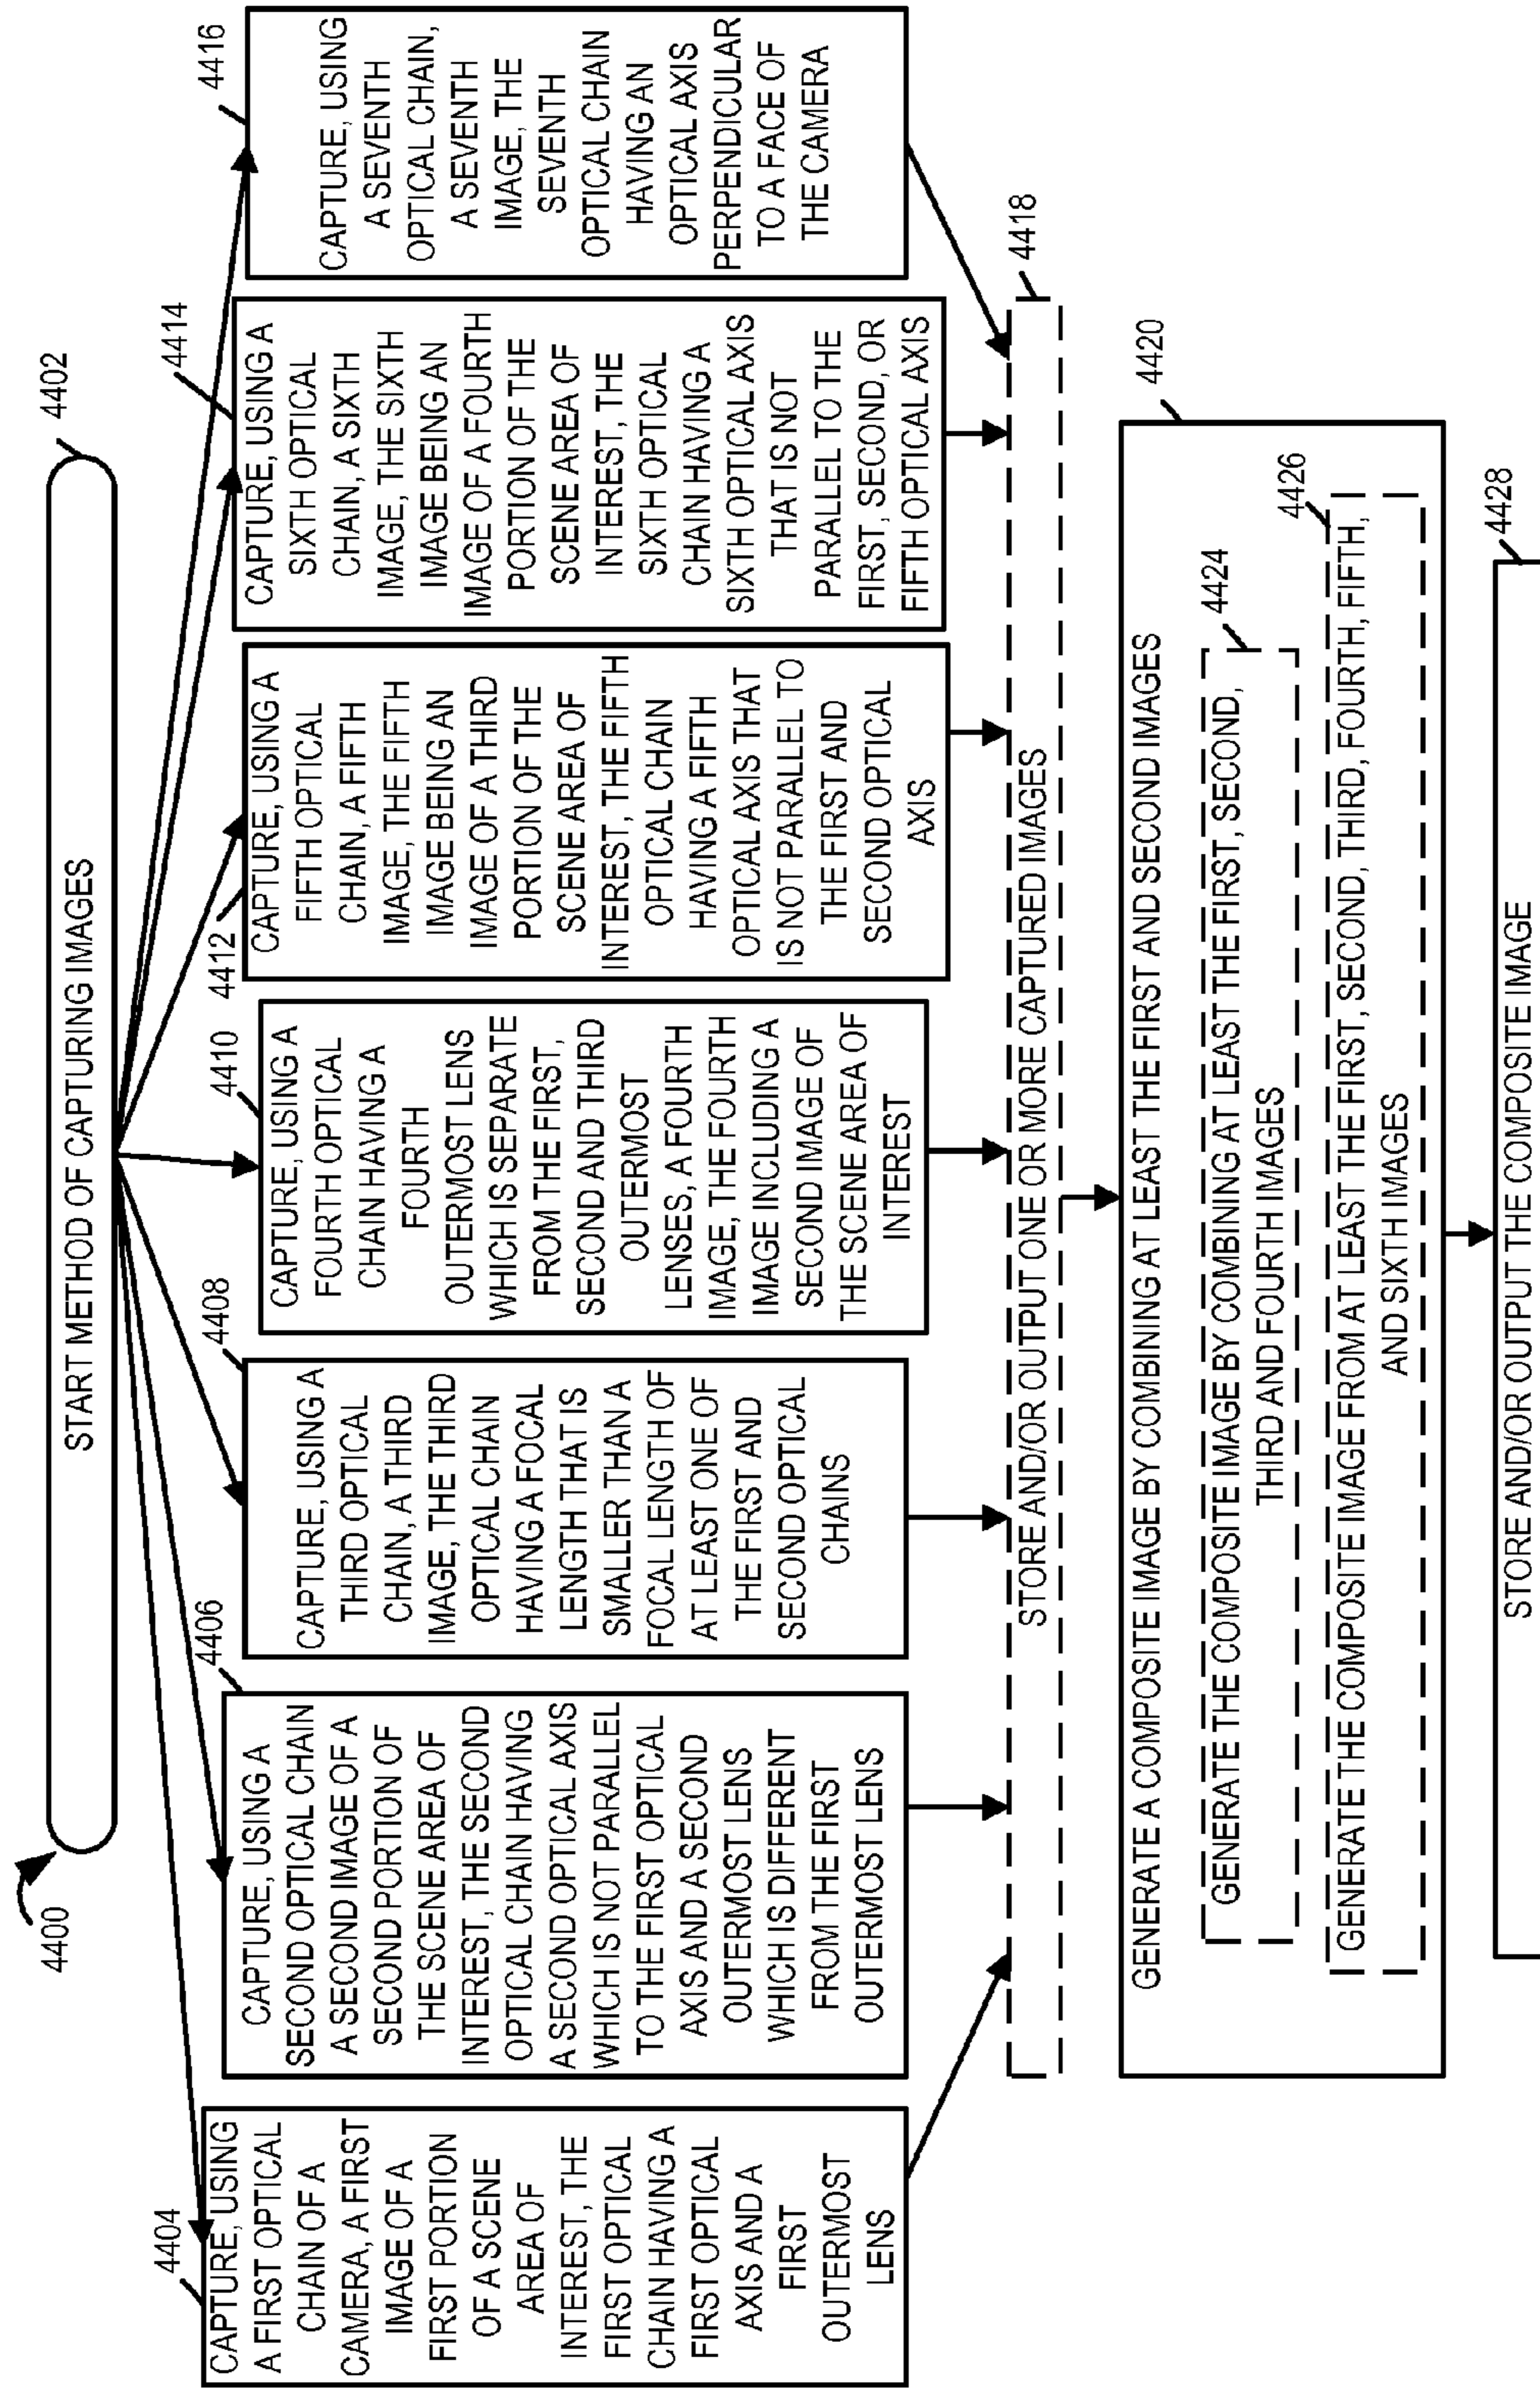 4400
START METHOD OF CAPTURING IMAGES
4402
4404
CAPTURE, USING
A FIRST OPTICAL
CHAIN OF A
CAMERA, A FIRST
IMAGE OF A
FIRST PORTION
OF A SCENE
AREA OF
INTEREST, THE
FIRST OPTICAL
CHAIN HAVING A
FIRST OPTICAL
AXIS AND A
FIRST
OUTERMOST
LENS
4406
CAPTURE, USING A
SECOND OPTICAL CHAIN
A SECOND IMAGE OF A
SECOND PORTION OF
THE SCENE AREA OF
INTEREST, THE SECOND
OPTICAL CHAIN HAVING
A SECOND OPTICAL AXIS
WHICH IS NOT PARALLEL
TO THE FIRST OPTICAL
AXIS AND A SECOND
OUTERMOST LENS
WHICH IS DIFFERENT
FROM THE FIRST
OUTERMOST LENS
4408
CAPTURE, USING A
THIRD OPTICAL
CHAIN, A THIRD
IMAGE, THE THIRD
OPTICAL CHAIN
HAVING A FOCAL
LENGTH THAT IS
SMALLER THAN A
FOCAL LENGTH OF
AT LEAST ONE OF
THE FIRST AND
SECOND OPTICAL
CHAINS
4410
CAPTURE, USING A
FOURTH OPTICAL
CHAIN HAVING A
FOURTH
OUTERMOST LENS
WHICH IS SEPARATE
FROM THE FIRST,
SECOND AND THIRD
OUTERMOST
LENSES, A FOURTH
IMAGE, THE FOURTH
IMAGE INCLUDING A
SECOND IMAGE OF
THE SCENE AREA OF
INTEREST
4412
CAPTURE, USING A
FIFTH OPTICAL
CHAIN, A FIFTH
IMAGE, THE FIFTH
IMAGE BEING AN
IMAGE OF A THIRD
PORTION OF THE
SCENE AREA OF
INTEREST, THE FIFTH
OPTICAL CHAIN
HAVING A FIFTH
OPTICAL AXIS THAT
IS NOT PARALLEL TO
THE FIRST AND
SECOND OPTICAL
AXIS
4414
CAPTURE, USING A
SIXTH OPTICAL
CHAIN, A SIXTH
IMAGE, THE SIXTH
IMAGE BEING AN
IMAGE OF A FOURTH
PORTION OF THE
SCENE AREA OF
INTEREST, THE
SIXTH OPTICAL
CHAIN HAVING A
SIXTH OPTICAL AXIS
THAT IS NOT
PARALLEL TO THE
FIRST, SECOND, OR
FIFTH OPTICAL AXIS
4416
CAPTURE, USING
A SEVENTH
OPTICAL CHAIN,
A SEVENTH
IMAGE, THE
SEVENTH
OPTICAL CHAIN
HAVING AN
OPTICAL AXIS
PERPENDICULAR
TO A FACE OF
THE CAMERA
4418
STORE AND/OR OUTPUT ONE OR MORE CAPTURED IMAGES
4420
GENERATE A COMPOSITE IMAGE BY COMBINING AT LEAST THE FIRST AND SECOND IMAGES
4424
GENERATE THE COMPOSITE IMAGE BY COMBINING AT LEAST THE FIRST, SECOND,
THIRD AND FOURTH IMAGES
4426
GENERATE THE COMPOSITE IMAGE FROM AT LEAST THE FIRST, SECOND, THIRD, FOURTH, FIFTH,
AND SIXTH IMAGES
4428
STORE AND/OR OUTPUT THE COMPOSITE IMAGE